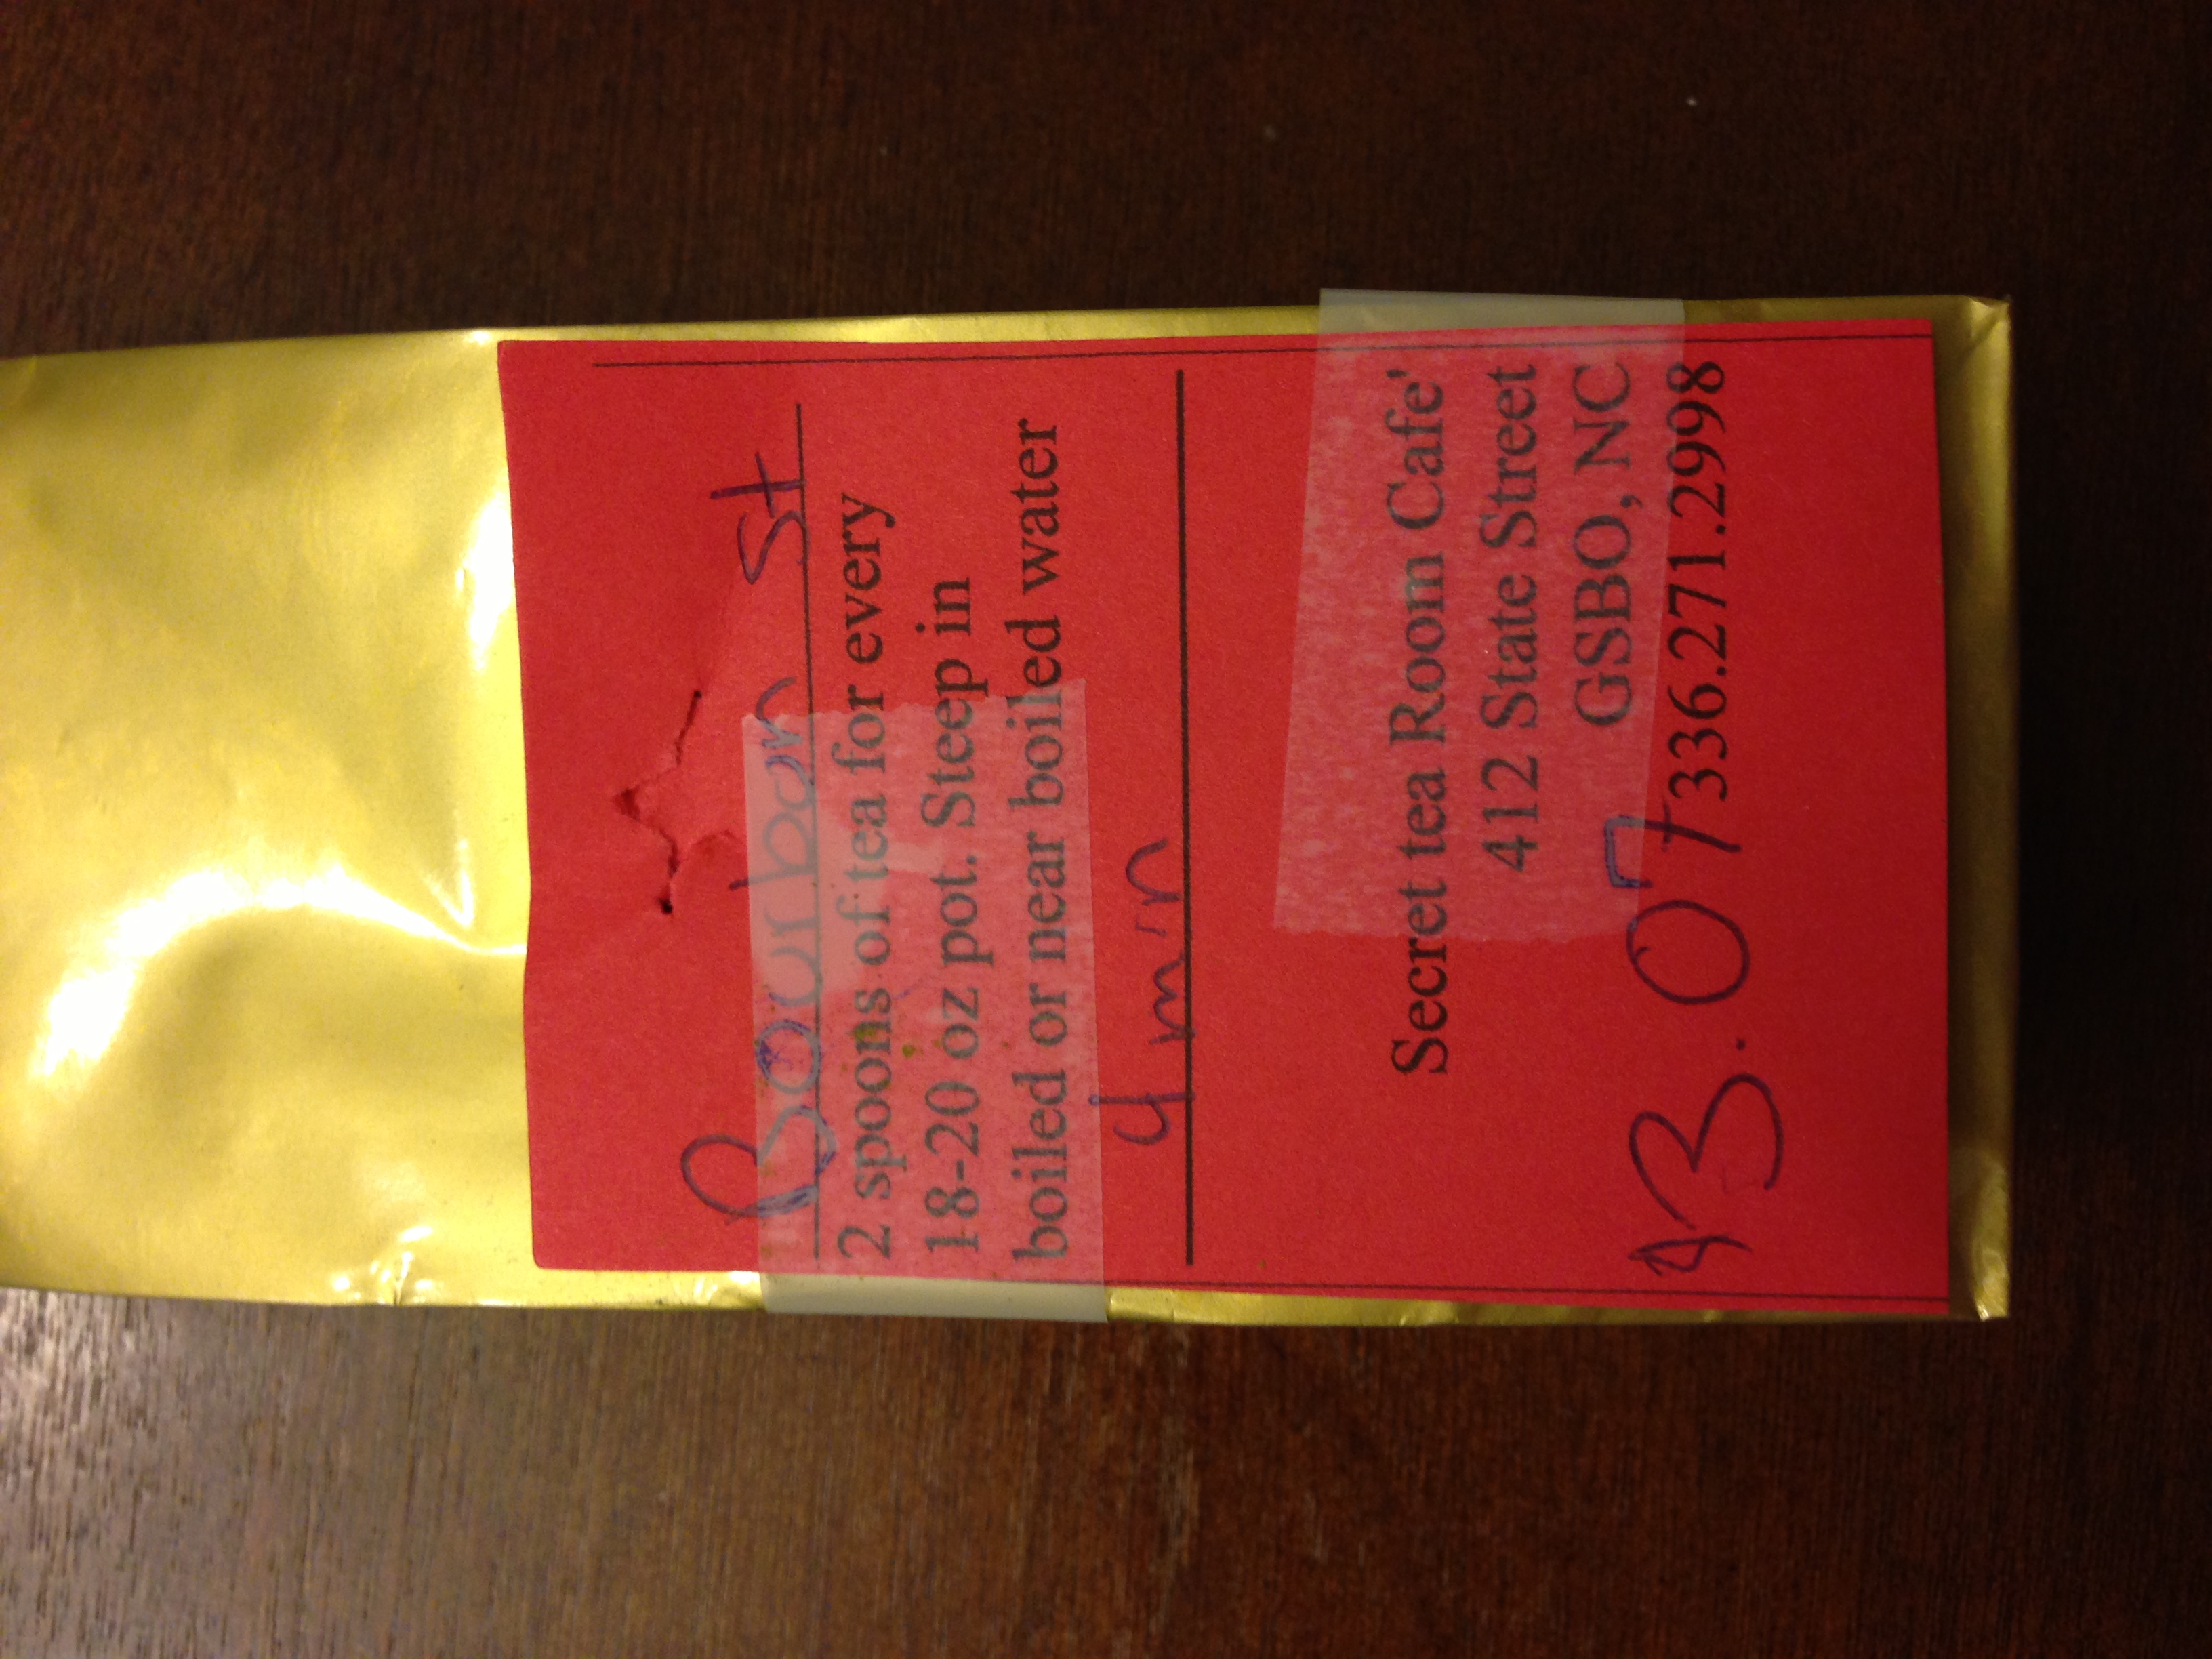 Bourbon St
2 spoons of tea for every
18-20 oz pot. Steep in
boiled or near boiled water
4 min
Secret tea Room Cafe'
412 State Street
GSBO, NC
336.271.2998
$3.07